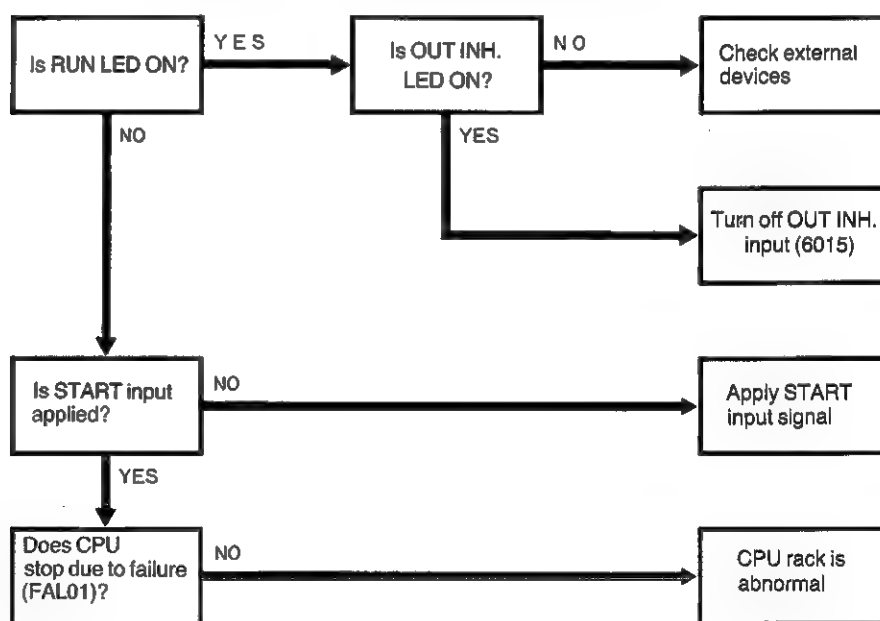 Is RUN LED ON?
YES
Is OUT INH.
LED ON?
NO
Check external
devices
NO
YES
Turn off OUT INH.
input (6015)
Is START input
applied?
NO
Apply START
input signal
YES
Does CPU
stop due to failure
(FAL01)?
NO
CPU rack is
abnormal